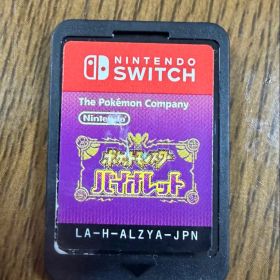 NINTENDO
SWITCH
The Pokémon Company
Nintendo
ポケットモンスター
バイオレット
LA-H-ALZYA-JPN